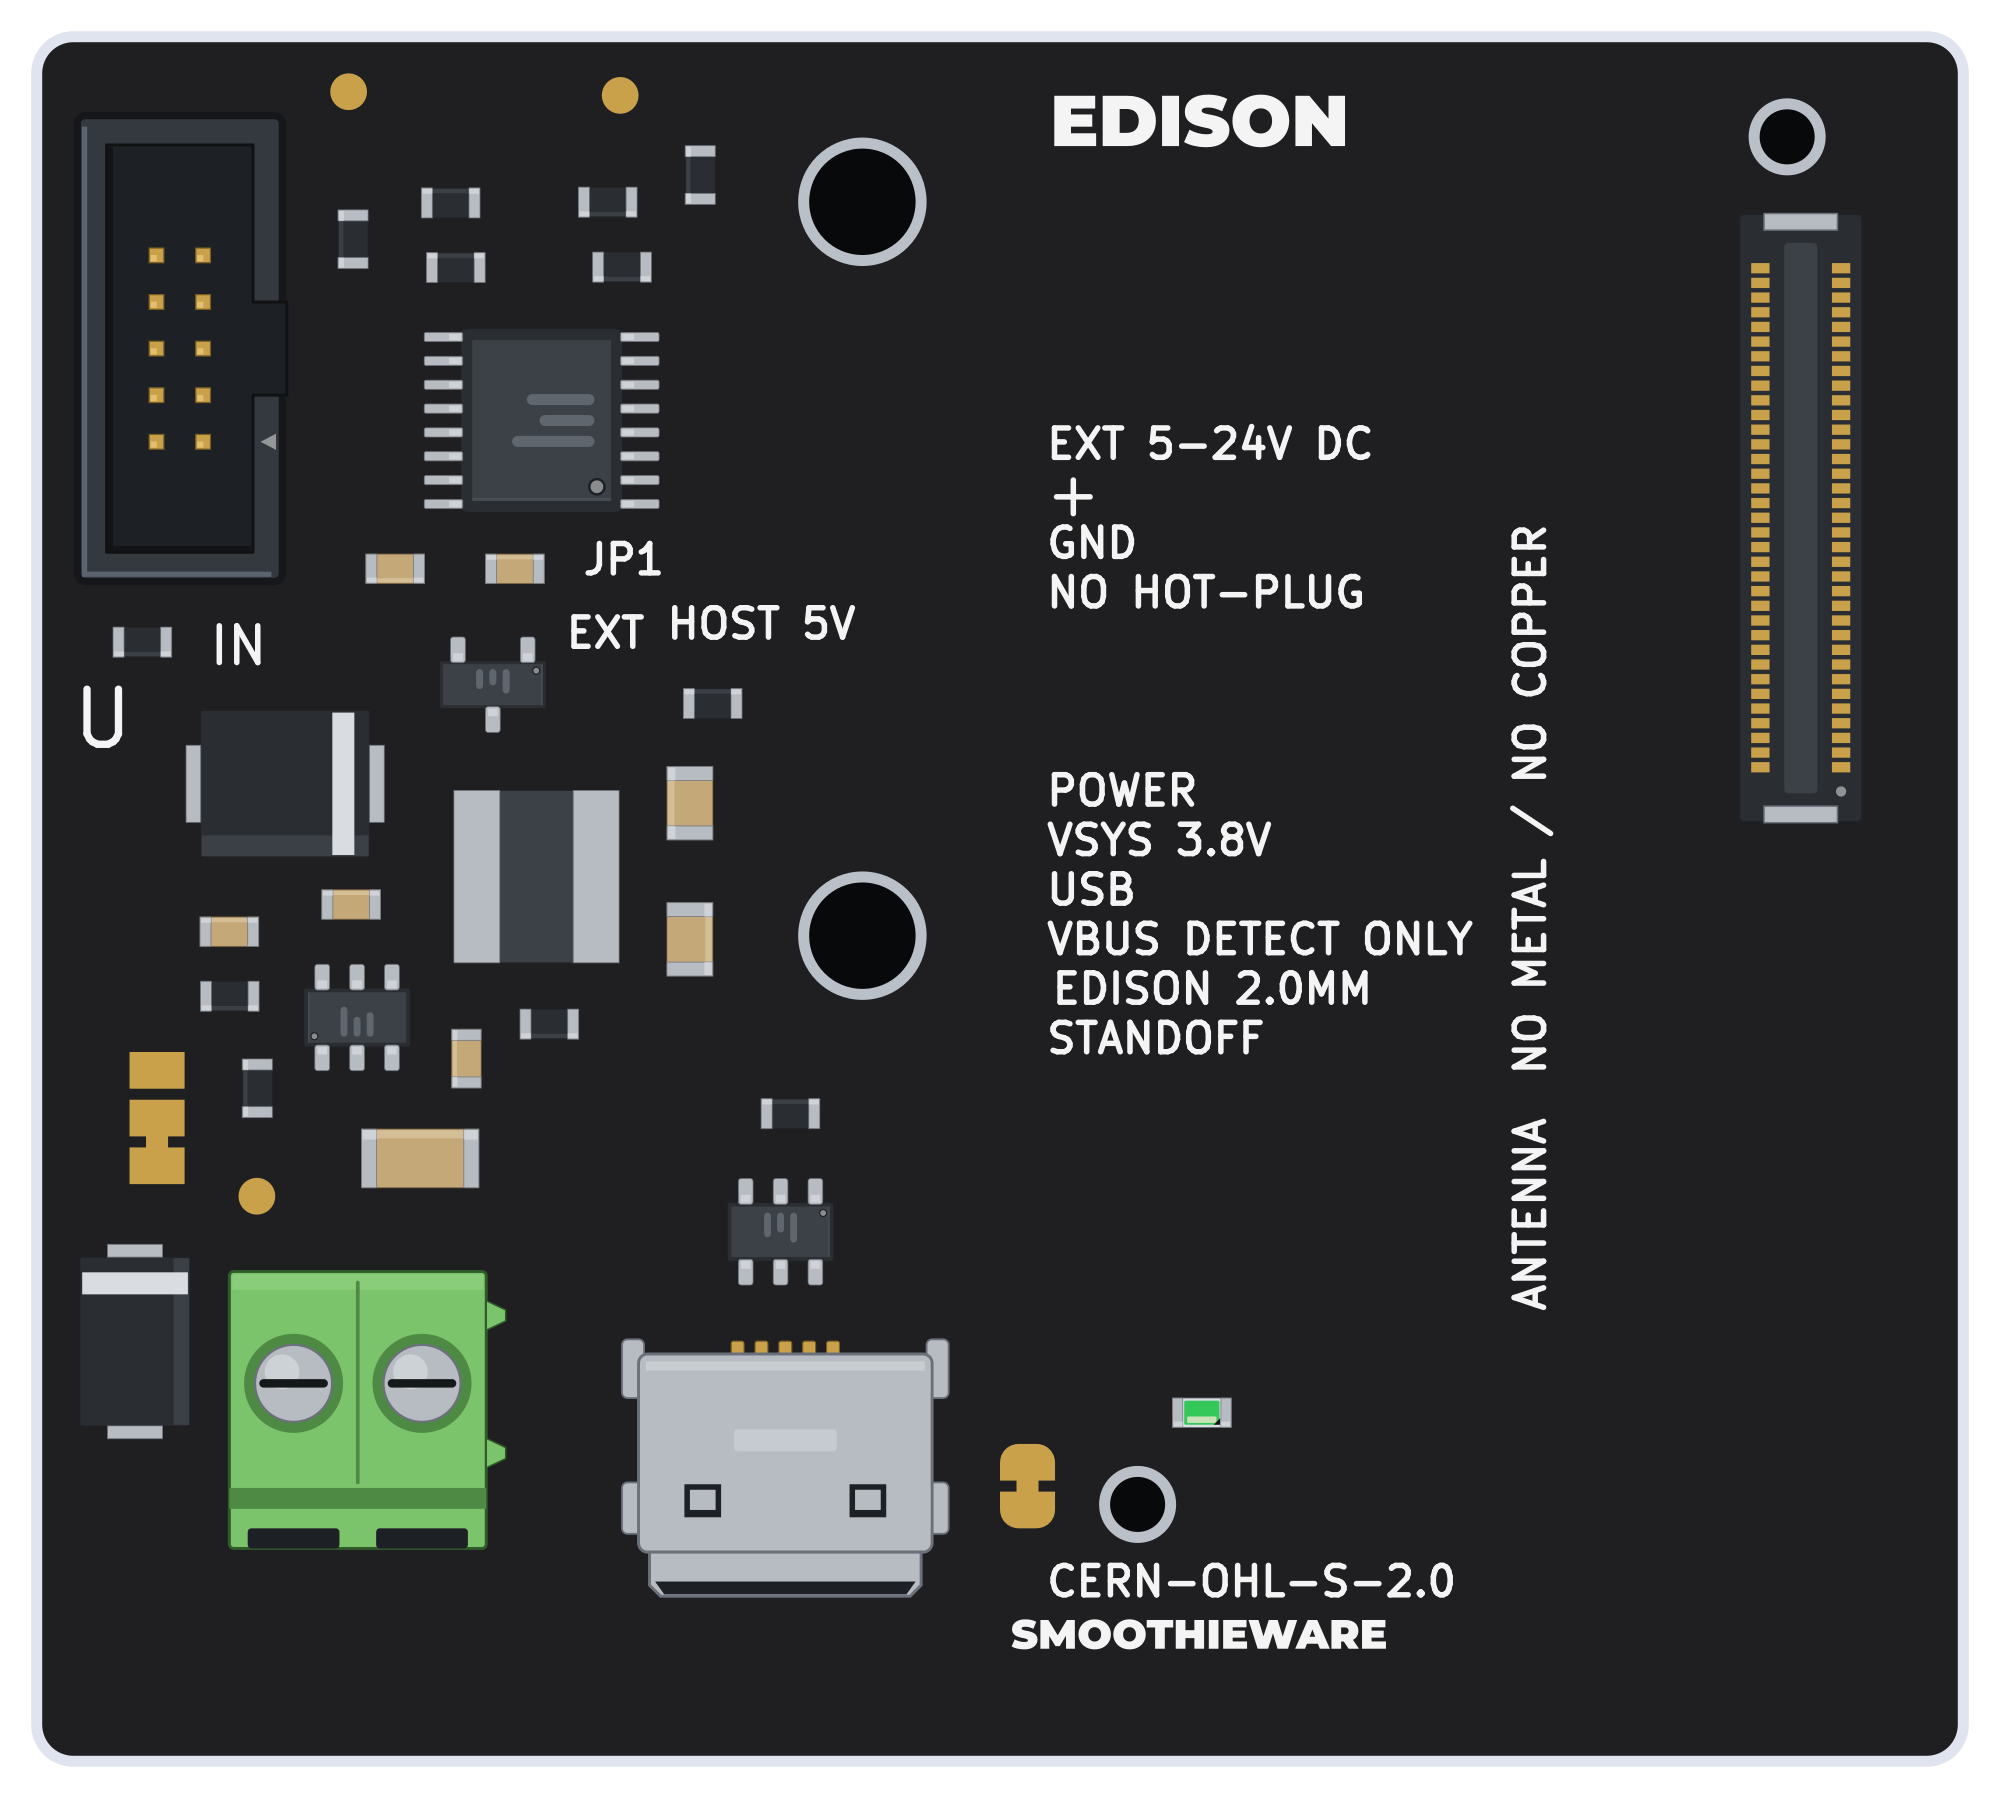 EDISON
EXT 5-24V DC
+
GND
NO HOT-PLUG
JP1
EXT HOST 5V
IN
U
POWER
VSYS 3.8V
USB
VBUS DETECT ONLY
EDISON 2.0MM
STANDOFF
ANTENNA NO METAL / NO COPPER
CERN-OHL-S-2.0
SMOOTHIEWARE